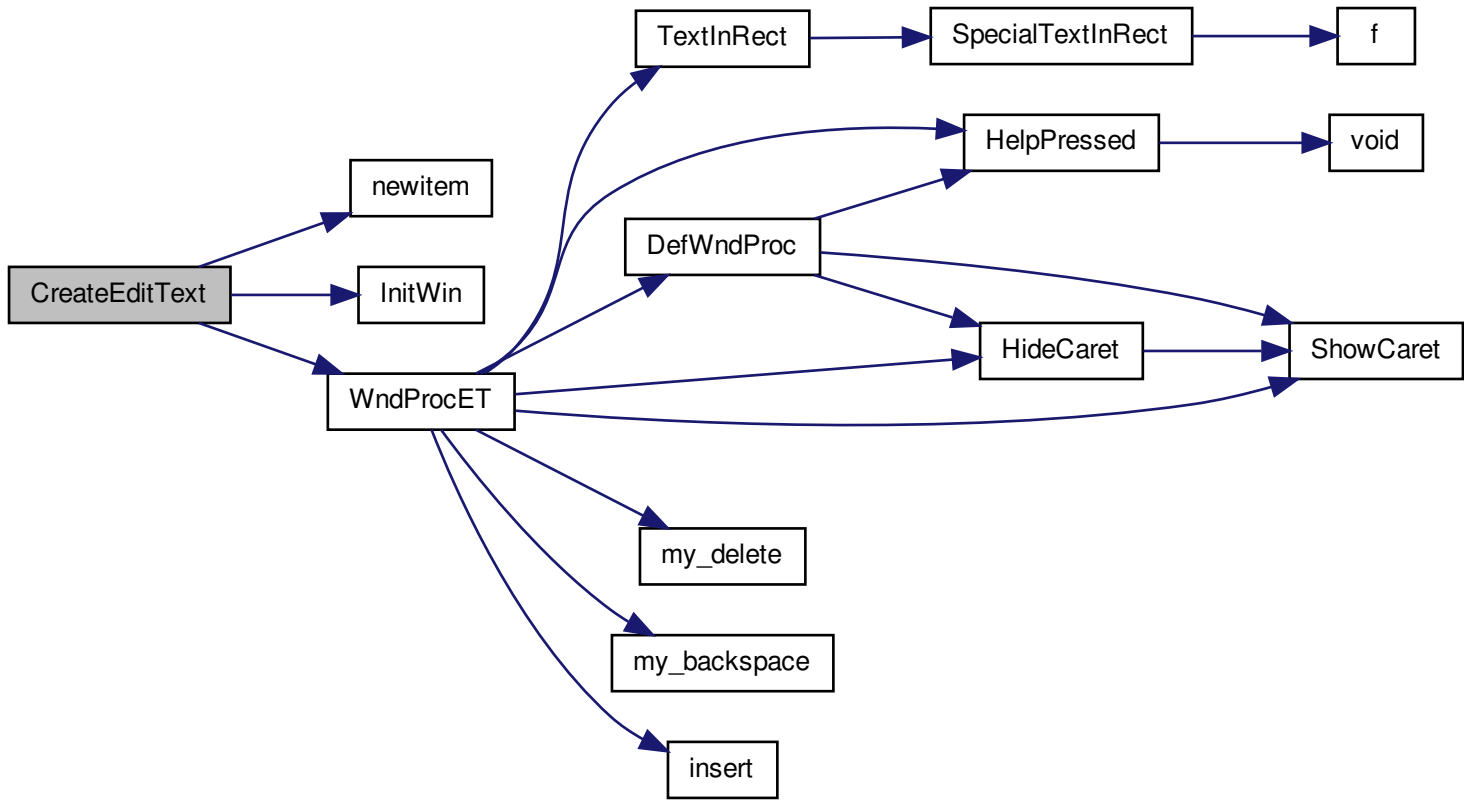 TextInRect
SpecialTextInRect
f
HelpPressed
void
newitem
DefWndProc
CreateEditText
InitWin
HideCaret
ShowCaret
WndProcET
my_delete
my_backspace
insert